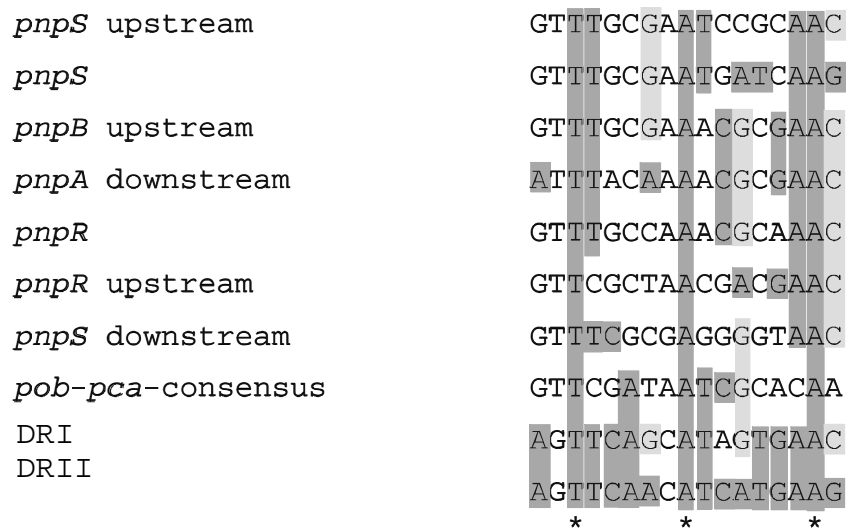 pnpS upstream GTTTGCGAATCCGCAAC
pnpS GTTTGCGAATGATCAAG
pnpB upstream GTTTGCGAAACGCGAAC
pnpA downstream ATTTACAAAACGCGAAC
pnpR GTTTGCCAAACGCAAAC
pnpR upstream GTTCGCTAACGACGAAC
pnpS downstream GTTTCGCGAGGGGTAAC
pob-pca-consensus GTTCGATAATCGCACAA
DRI AGTTCAGCATAGTGAAC
DRII AGTTCAACATCATGAAG
* * *